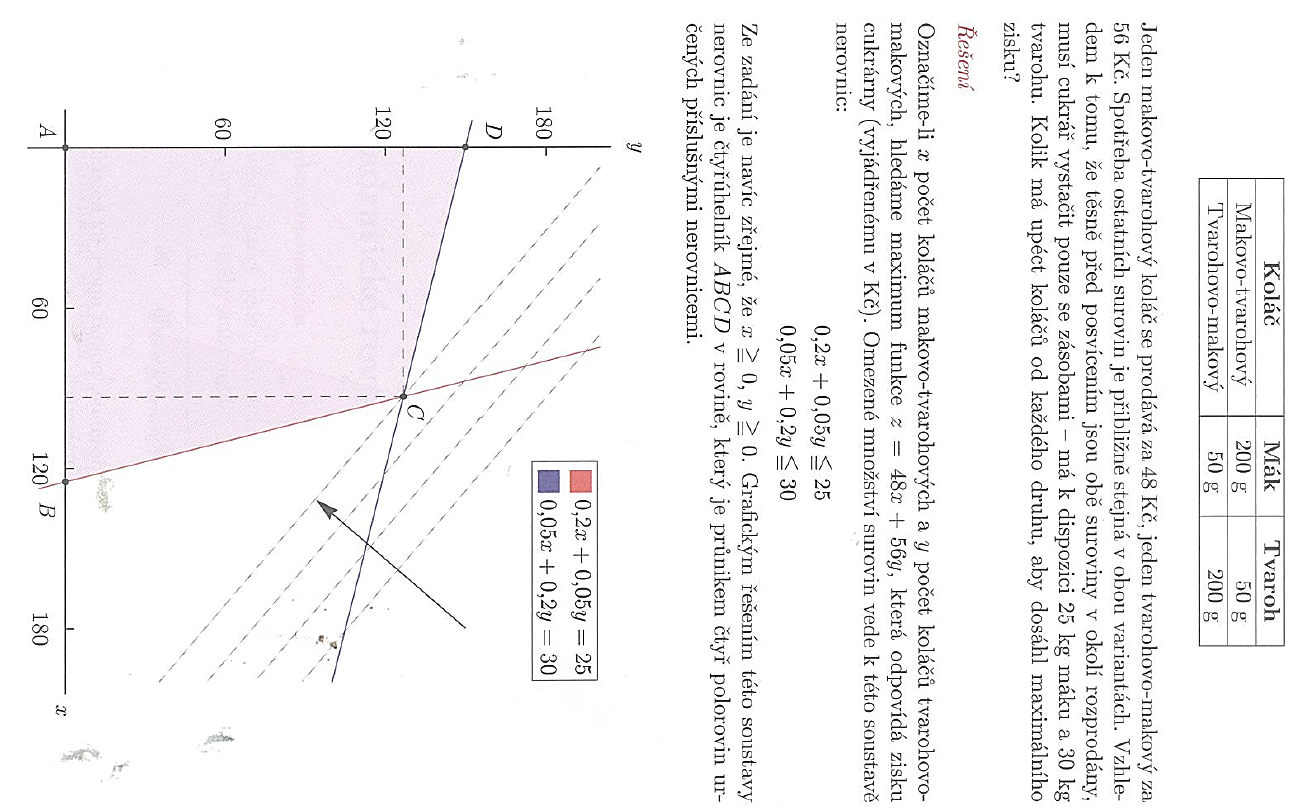 Koláč Mák Tvaroh
Makovo-tvarohový 200 g 50 g
Tvarohovo-makový 50 g 200 g
Jeden makovo-tvarohový koláč se prodává za 48 Kč, jeden tvarohovo-makový za
56 Kč. Spotřeba ostatních surovin je přibližně stejná v obou variantách. Vzhle-
dem k tomu, že těsně před posvícením jsou obě suroviny v okolí rozprodány,
musí cukrář vystačit pouze se zásobami – má k dispozici 25 kg máku a 30 kg
tvarohu. Kolik má upéct koláčů od každého druhu, aby dosáhl maximálního
zisku?
Řešení
Označíme-li x počet koláčů makovo-tvarohových a y počet koláčů tvarohovo-
makových, hledáme maximum funkce z = 48x + 56y, která odpovídá zisku
cukrárny (vyjádřenému v Kč). Omezené množství surovin vede k této soustavě
nerovnic:
0,2x + 0,05y ≦ 25
0,05x + 0,2y ≦ 30
Ze zadání je navíc zřejmé, že x ≧ 0, y ≧ 0. Grafickým řešením této soustavy
nerovnic je čtyřúhelník ABCD v rovině, který je průnikem čtyř polorovin ur-
čených příslušnými nerovnicemi.
y
0,2x + 0,05y = 25
0,05x + 0,2y = 30
180
D
120
C
60
A 60 120 B 180 x